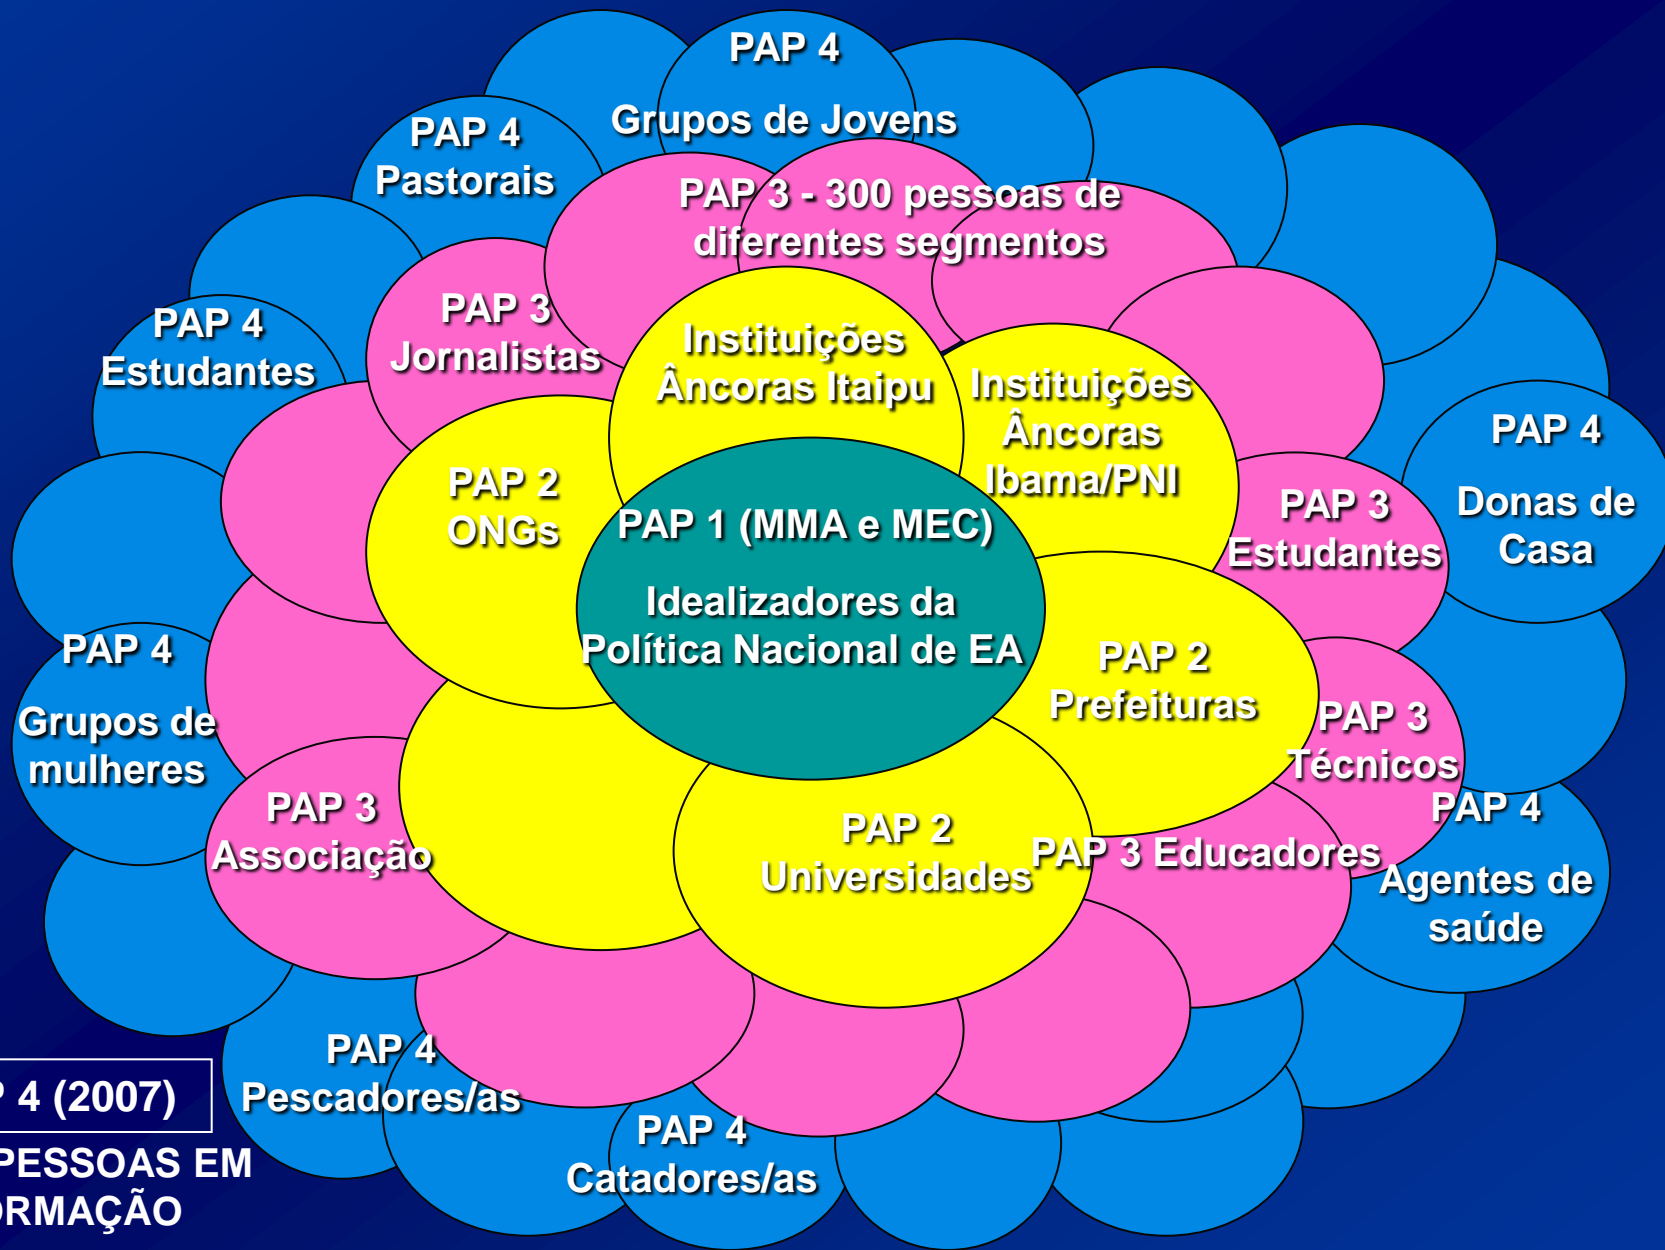 PAP 4
Grupos de Jovens
PAP 4
Pastorais
PAP 3 - 300 pessoas de
diferentes segmentos
PAP 4
Estudantes
PAP 3
Jornalistas
Instituições
Âncoras Itaipu
Instituições
Âncoras
Ibama/PNI
PAP 4
Donas de
Casa
PAP 2
ONGs
PAP 1 (MMA e MEC)
Idealizadores da
Política Nacional de EA
PAP 3
Estudantes
PAP 4
Grupos de
mulheres
PAP 2
Prefeituras
PAP 3
Técnicos
PAP 3
Associação
PAP 2
Universidades
PAP 3 Educadores
PAP 4
Agentes de
saúde
PAP 4
Pescadores/as
PAP 4
Catadores/as
4 (2007)
PESSOAS EM